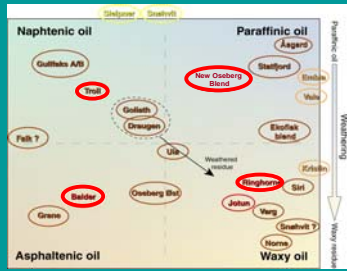 Sleipner Snøhvit
Naphtenic oil
Paraffinic oil
Åsgard
Gullfaks A/B
Statfjord
New Oseberg
Blend
Troll
Embla
Vale
Goliath
Draugen
Ekofisk
blend
Falk ?
Ula
Weathered
residue
Kristin
Ringhorne
Siri
Balder
Oseberg Øst
Jotun
Varg
Grane
Snøhvit ?
Norne
Asphaltenic oil
Waxy oil
Paraffinic oil
Weathering
Waxy residue